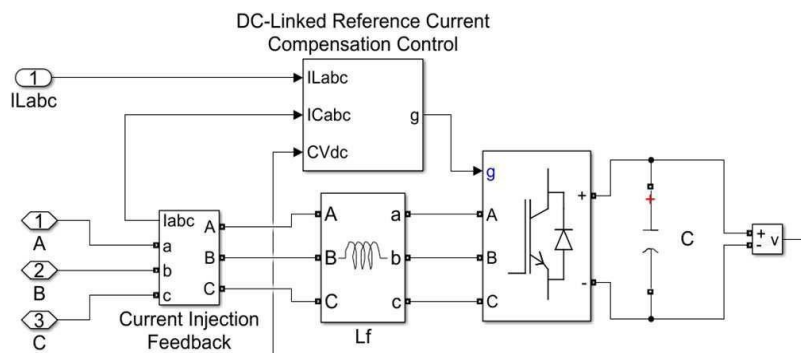 DC-Linked Reference Current
Compensation Control
1
ILabc
ILabc
ICabc
CVdc
g
g
1
A
2
B
3
C
Iabc
a
b
c
A
B
C
Current Injection
Feedback
A
B
C
a
b
c
Lf
A
B
C
+
-
+
C
+
-
v